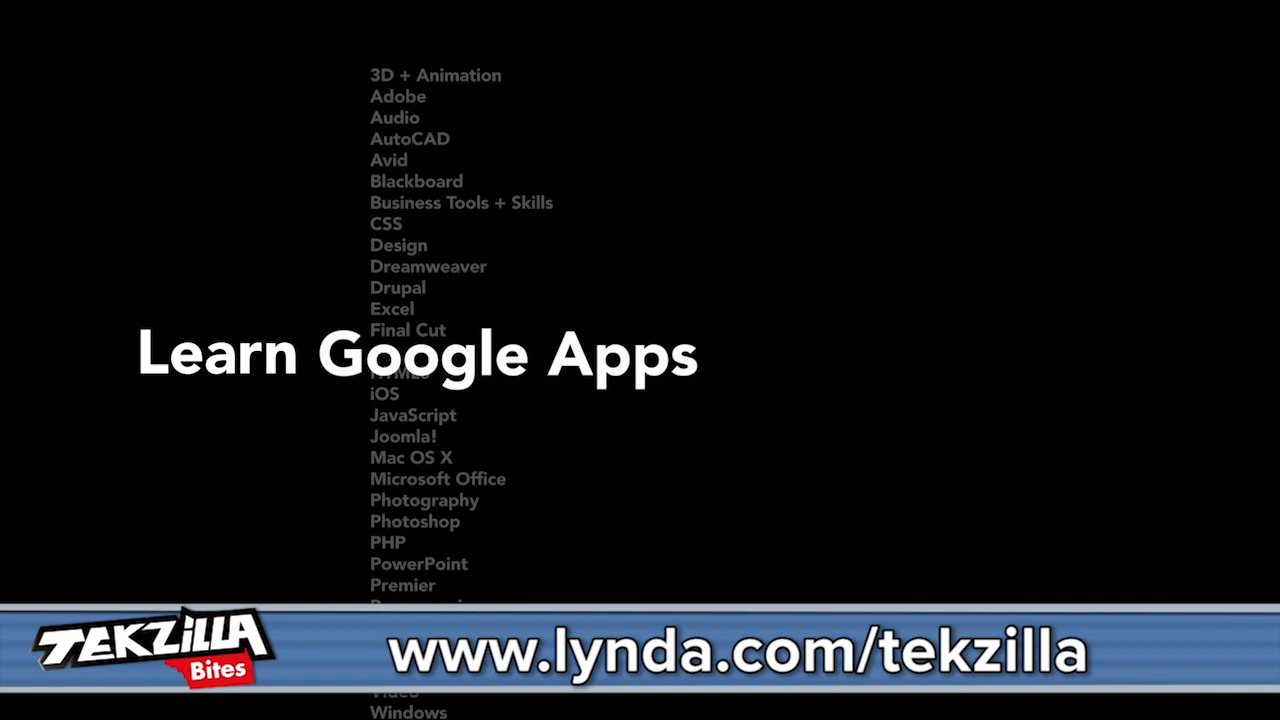 3D + Animation
Adobe
Audio
AutoCAD
Avid
Blackboard
Business Tools + Skills
CSS
Design
Dreamweaver
Drupal
Excel
Final Cut
Learn Google Apps
iOS
JavaScript
Joomla!
Mac OS X
Microsoft Office
Photography
Photoshop
PHP
PowerPoint
Premier
TEKZILLA
Bites
www.lynda.com/tekzilla
Video
Windows